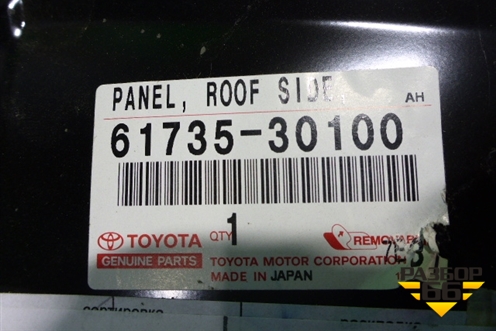 PANEL, ROOF SIDE
AH
61735-30100
TOYOTA
GENUINE PARTS
QTY 1
TOYOTA MOTOR CORPORATION
MADE IN JAPAN
РАЗБОР
66